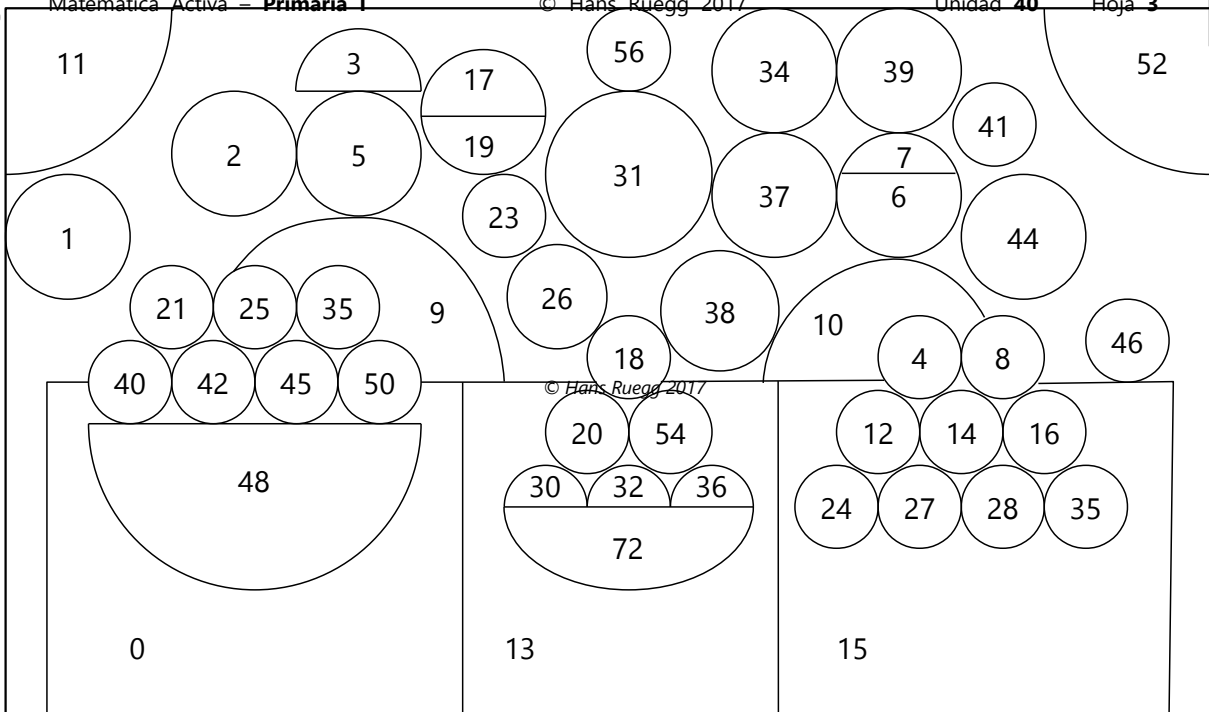 Matemática Activa – Primaria I © Hans Ruegg 2017 Unidad 40 Hoja 3
11 3 17 56 34 39 52
41
2 5 19 31 7
37 6
1 23 44
21 25 35 9 26 38 10
40 42 45 50 18 4 8 46
© Hans Ruegg 2017
20 54 12 14 16
48 30 32 36 24 27 28 35
72
0 13 15